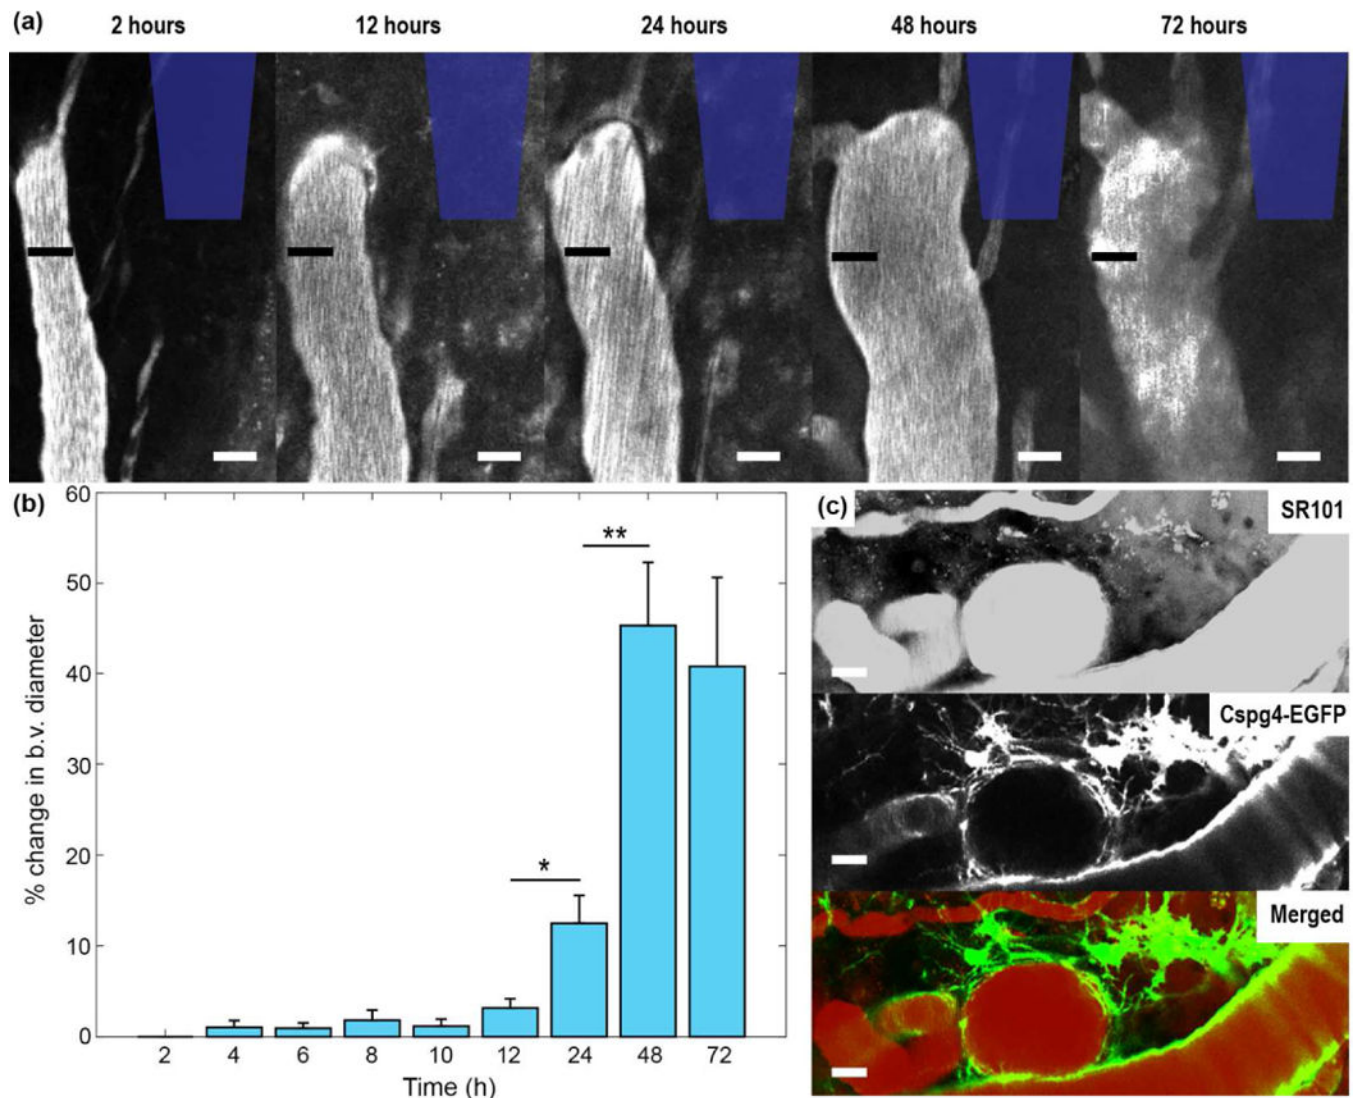 (a) 2 hours 12 hours 24 hours 48 hours 72 hours
(b)
60
50
40
30
20
10
0
% change in b.v. diameter
*
**
2 4 6 8 10 12 24 48 72
Time (h)
(c)
SR101
Cspg4-EGFP
Merged